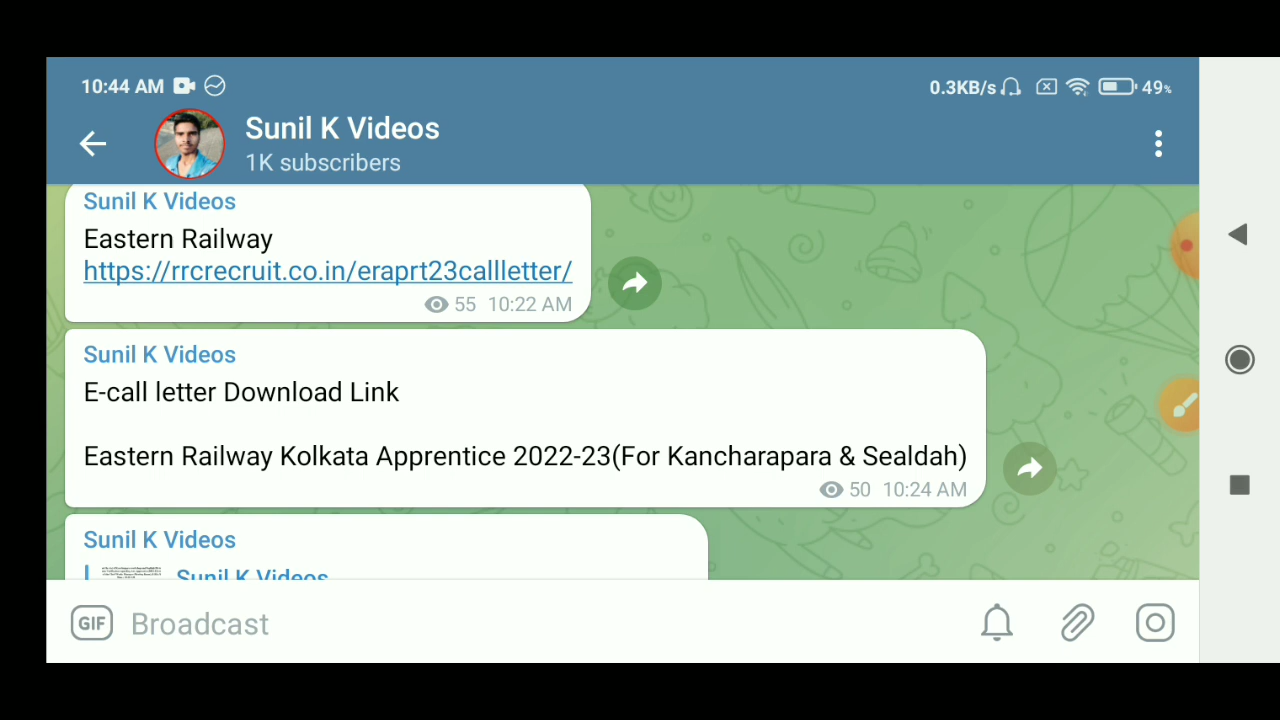 10:44 AM
0.3KB/s
49%
Sunil K Videos
1K subscribers
Sunil K Videos
Eastern Railway
https://rrcrecruit.co.in/eraprt23callletter/
55 10:22 AM
Sunil K Videos
E-call letter Download Link
Eastern Railway Kolkata Apprentice 2022-23(For Kancharapara & Sealdah)
50 10:24 AM
Sunil K Videos
Sunil K Videos
GIF Broadcast